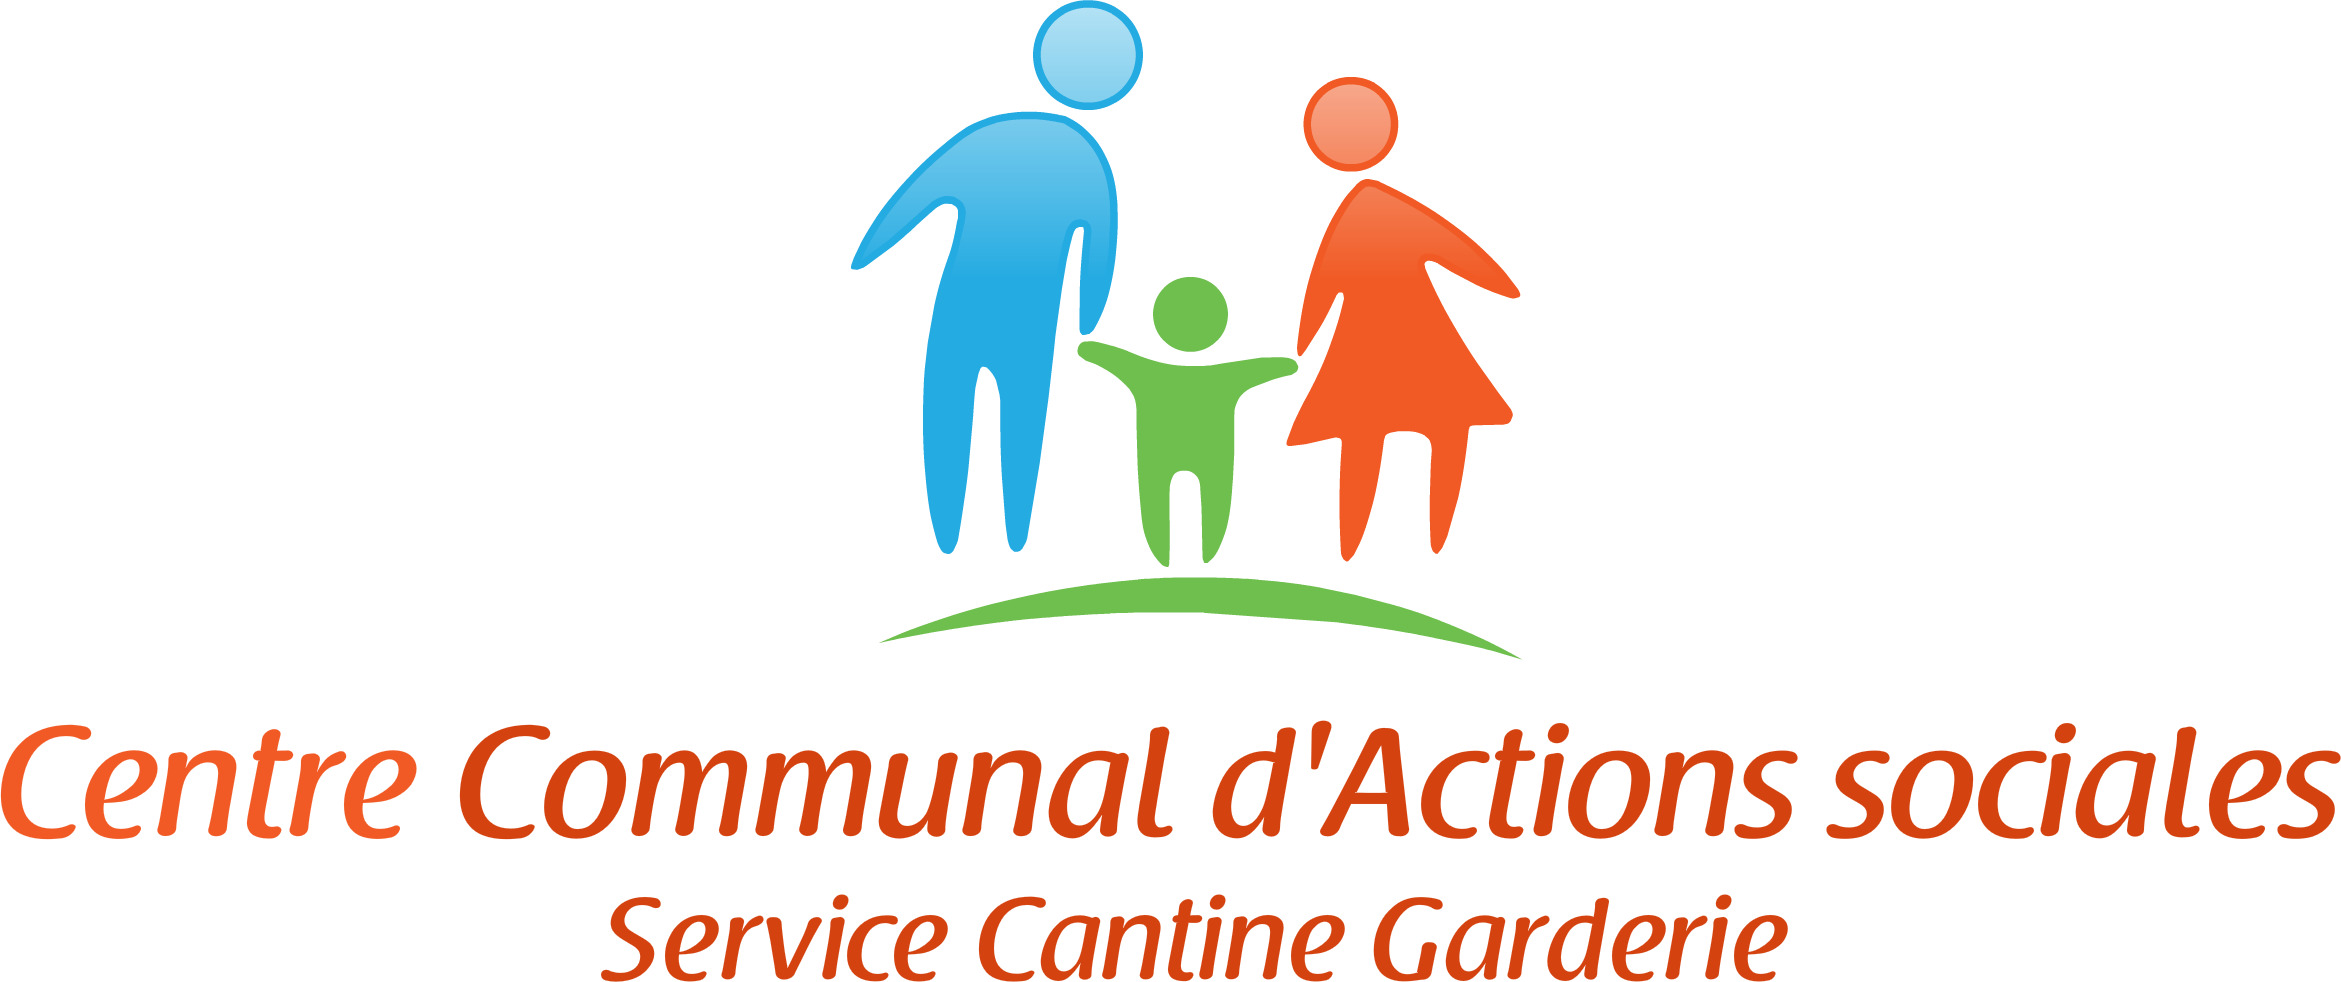 Centre Communal d'Actions sociales
Service Cantine Garderie